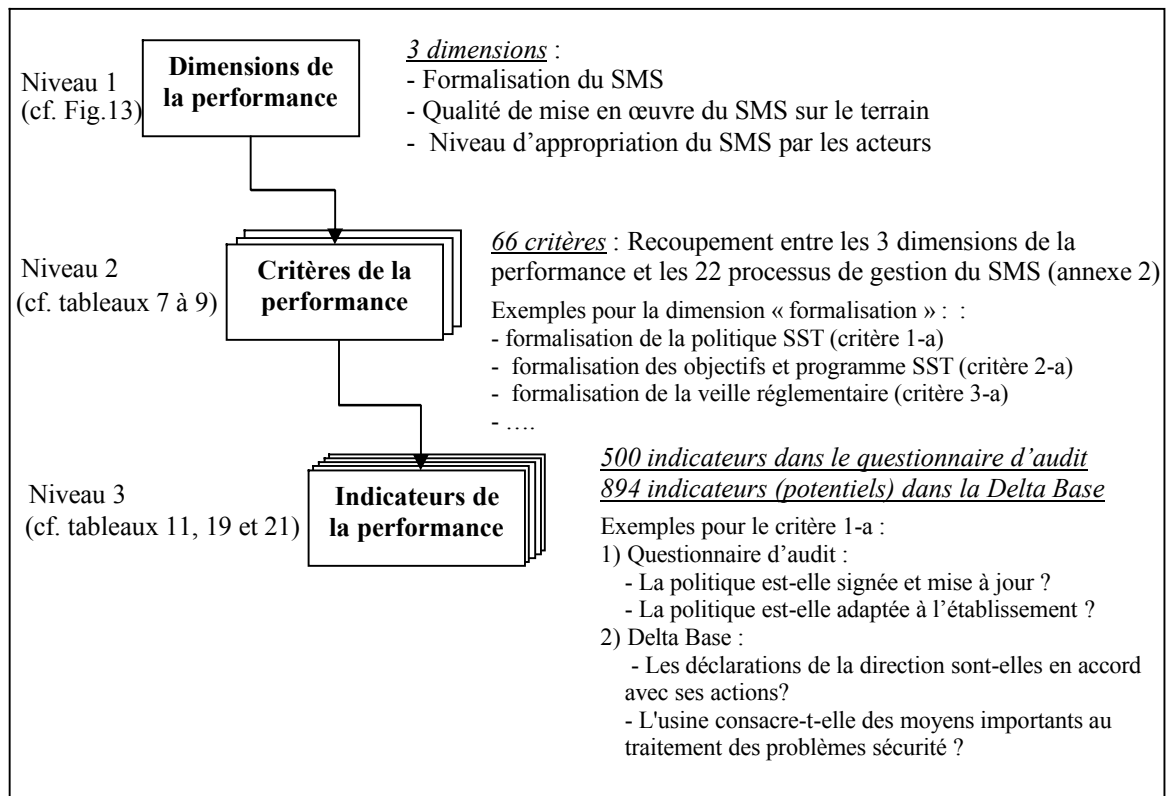 Niveau 1
(cf. Fig.13)
Dimensions de
la performance
3 dimensions :
- Formalisation du SMS
- Qualité de mise en œuvre du SMS sur le terrain
- Niveau d’appropriation du SMS par les acteurs
Niveau 2
(cf. tableaux 7 à 9)
Critères de la
performance
66 critères : Recoupement entre les 3 dimensions de la
performance et les 22 processus de gestion du SMS (annexe 2)
Exemples pour la dimension « formalisation » : :
- formalisation de la politique SST (critère 1-a)
- formalisation des objectifs et programme SST (critère 2-a)
- formalisation de la veille réglementaire (critère 3-a)
- ….
Niveau 3
(cf. tableaux 11, 19 et 21)
Indicateurs de
la performance
500 indicateurs dans le questionnaire d’audit
894 indicateurs (potentiels) dans la Delta Base
Exemples pour le critère 1-a :
1) Questionnaire d’audit :
- La politique est-elle signée et mise à jour ?
- La politique est-elle adaptée à l’établissement ?
2) Delta Base :
- Les déclarations de la direction sont-elles en accord
avec ses actions?
- L'usine consacre-t-elle des moyens importants au
traitement des problèmes sécurité ?